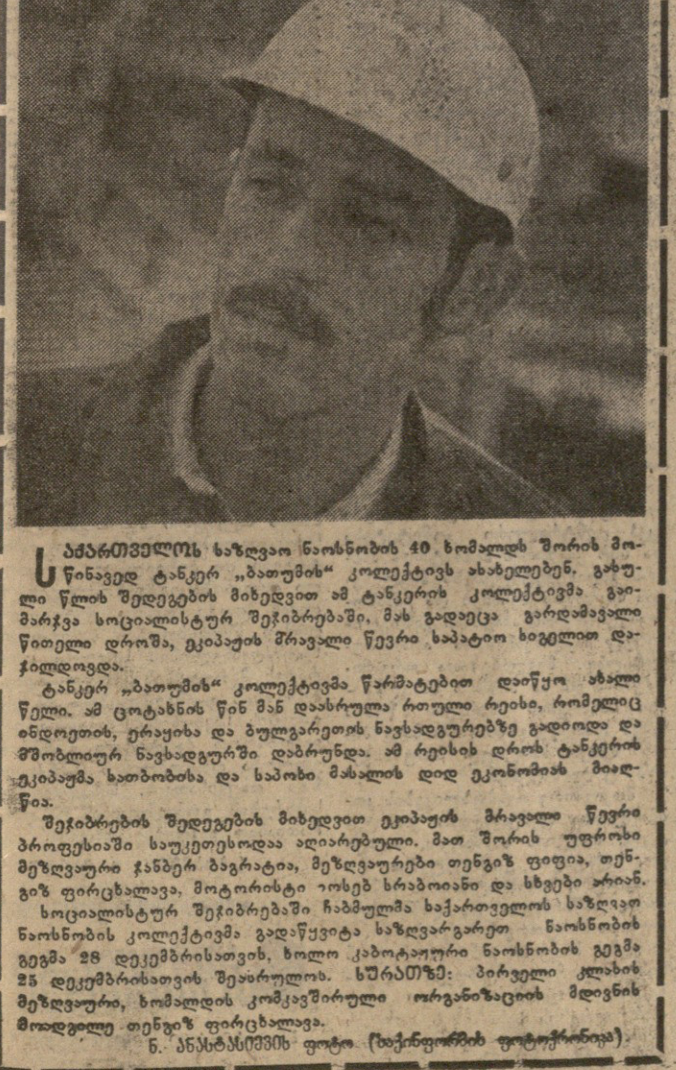 საქართველოს საზღვაო ნაოსნობის 40 ხომალდს შორის მო-
წინავედ ტანკერ „ბათუმის“ კოლექტივს ასახელებენ. გასუ-
ლი წლის შედეგების მიხედვით ამ ტანკერის კოლექტივმა გაი-
მარჯვა სოციალისტურ შეჯიბრებაში, მას გადაეცა გარდამავალი
წითელი დროშა, ეკიპაჟის მრავალი წევრი საპატიო სიგელით და-
ჯილდოვდა.
ტანკერ „ბათუმის“ კოლექტივმა წარმატებით დაიწყო ახალი
წელი. ამ ცოტახნის წინ მან დაასრულა რთული რეისი, რომელიც
ინდოეთის, ერაყისა და ბულგარეთის ნავსადგურებზე გადიოდა და
მშობლიურ ნავსადგურში დაბრუნდა. ამ რეისის დროს ტანკერის
ეკიპაჟმა სათბობისა და საპოხი მასალის დიდ ეკონომიას მიაღ-
წია.
შეჯიბრების შედეგების მიხედვით ეკიპაჟის მრავალი წევრი
პროფესიაში საუკეთესოდაა აღიარებული. მათ შორის უფროსი
მეზღვაური ჯანბერ ბაგრატია, მეზღვაურები თენგიზ ფიფია, თენ-
გიზ ფირცხალავა, მოტორისტი იოსებ სრაბოიანი და სხვები არიან.
სოციალისტურ შეჯიბრებაში ჩაბმულმა საქართველოს საზღვაო
ნაოსნობის კოლექტივმა გადაწყვიტა საზღვარგარეთ ნაოსნობის
გეგმა 28 დეკემბრისათვის, ხოლო კაბოტაჟური ნაოსნობის გეგმა
25 დეკემბრისათვის შეასრულოს. სურათზე: პირველი კლასის
მეზღვაური, ხომალდის კომკავშირული ორგანიზაციის მდივნის
მოადგილე თენგიზ ფირცხალავა.
ნ. ანასტასიევის ფოტო (საქინფორმის ფოტოქრონიკა).